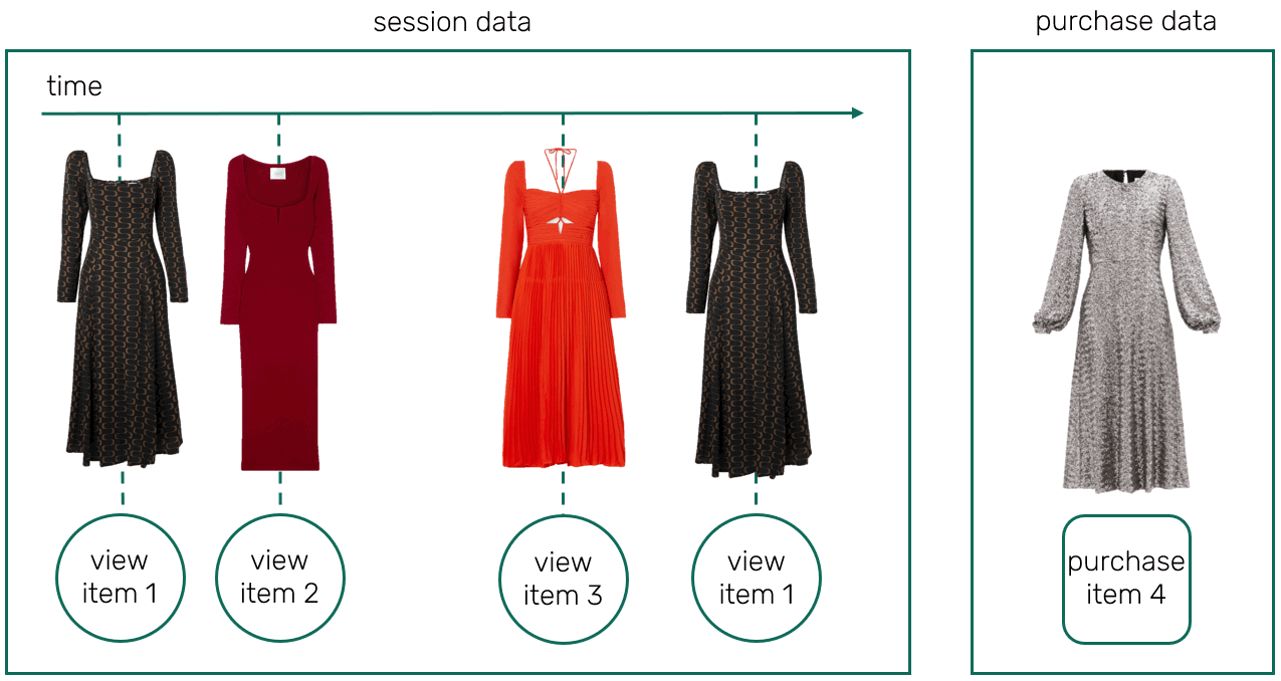 session data
purchase data
time
view
item 1
view
item 2
view
item 3
view
item 1
purchase
item 4